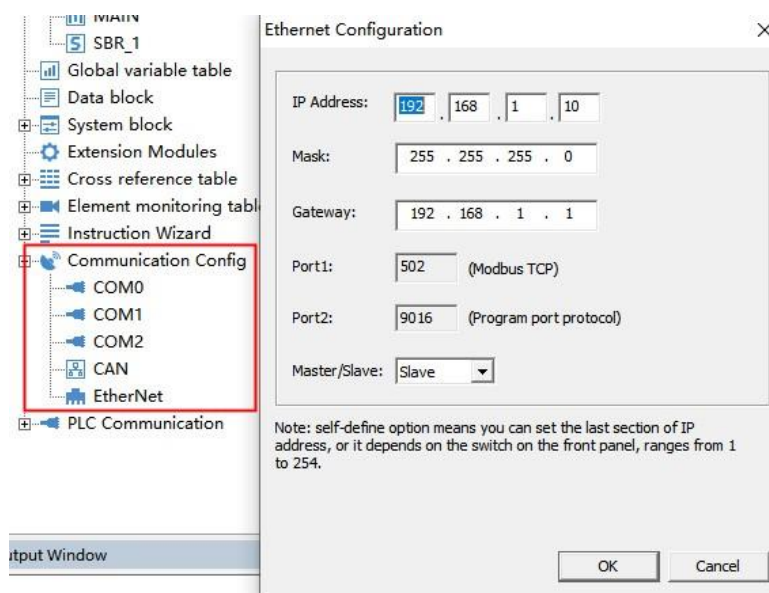 MAIN
SBR_1
Global variable table
Data block
System block
Extension Modules
Cross reference table
Element monitoring tabl
Instruction Wizard
Communication Config
COM0
COM1
COM2
CAN
EtherNet
PLC Communication
utput Window
Ethernet Configuration
IP Address: 192 . 168 . 1 . 10
Mask: 255 . 255 . 255 . 0
Gateway: 192 . 168 . 1 . 1
Port1: 502 (Modbus TCP)
Port2: 9016 (Program port protocol)
Master/Slave: Slave
Note: self-define option means you can set the last section of IP
address, or it depends on the switch on the front panel, ranges from 1
to 254.
OK Cancel